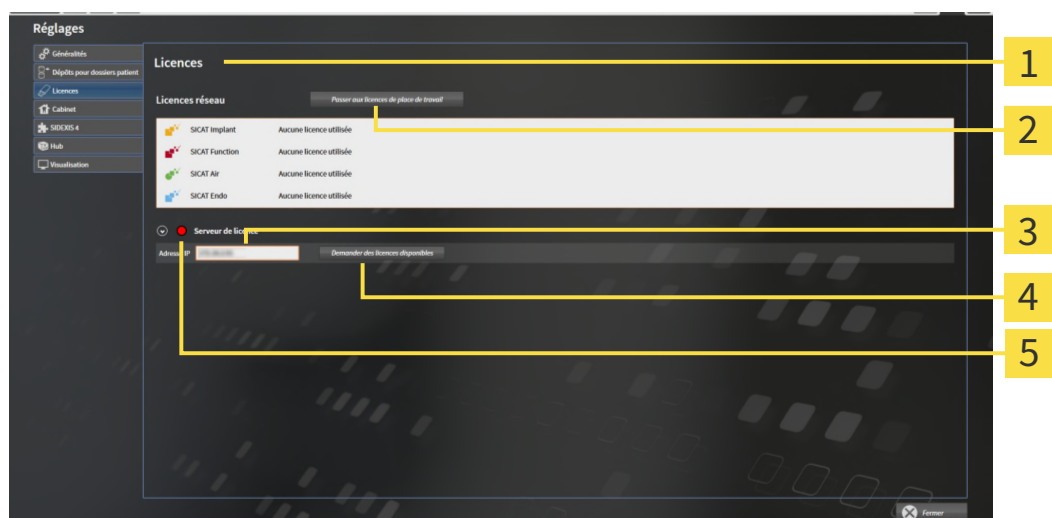 Réglages
Généralités
Dépôts pour dossiers patient
Licences
Cabinet
SIDEXIS 4
Hub
Visualisation
Licences
Licences réseau
Passer aux licences de place de travail
SICAT Implant Aucune licence utilisée
SICAT Function Aucune licence utilisée
SICAT Air Aucune licence utilisée
SICAT Endo Aucune licence utilisée
Serveur de licence
Adresse IP
Demander des licences disponibles
Fermer
1
2
3
4
5